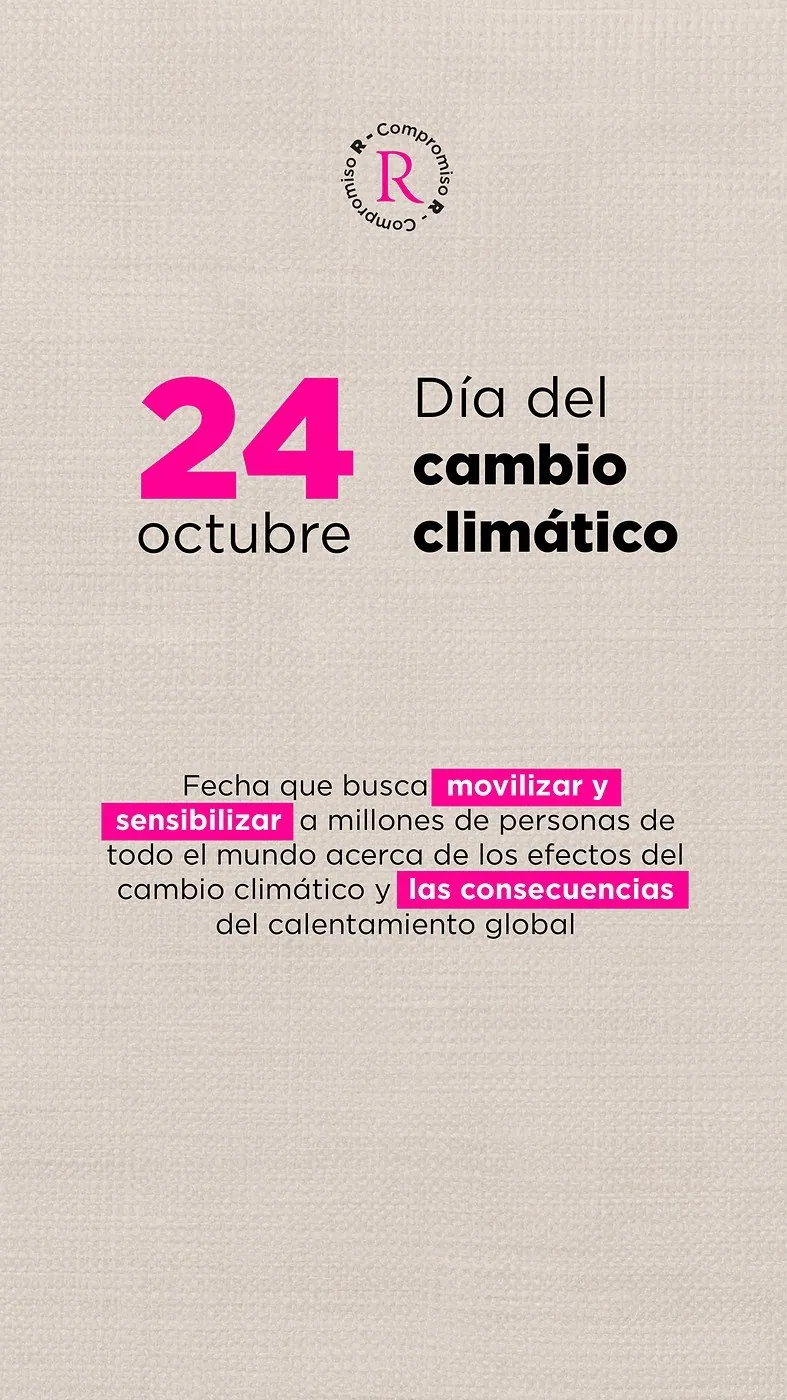 Compromiso R - Compromiso R -
R
24
octubre
Día del
cambio
climático
Fecha que busca movilizar y
sensibilizar a millones de personas de
todo el mundo acerca de los efectos del
cambio climático y las consecuencias
del calentamiento global